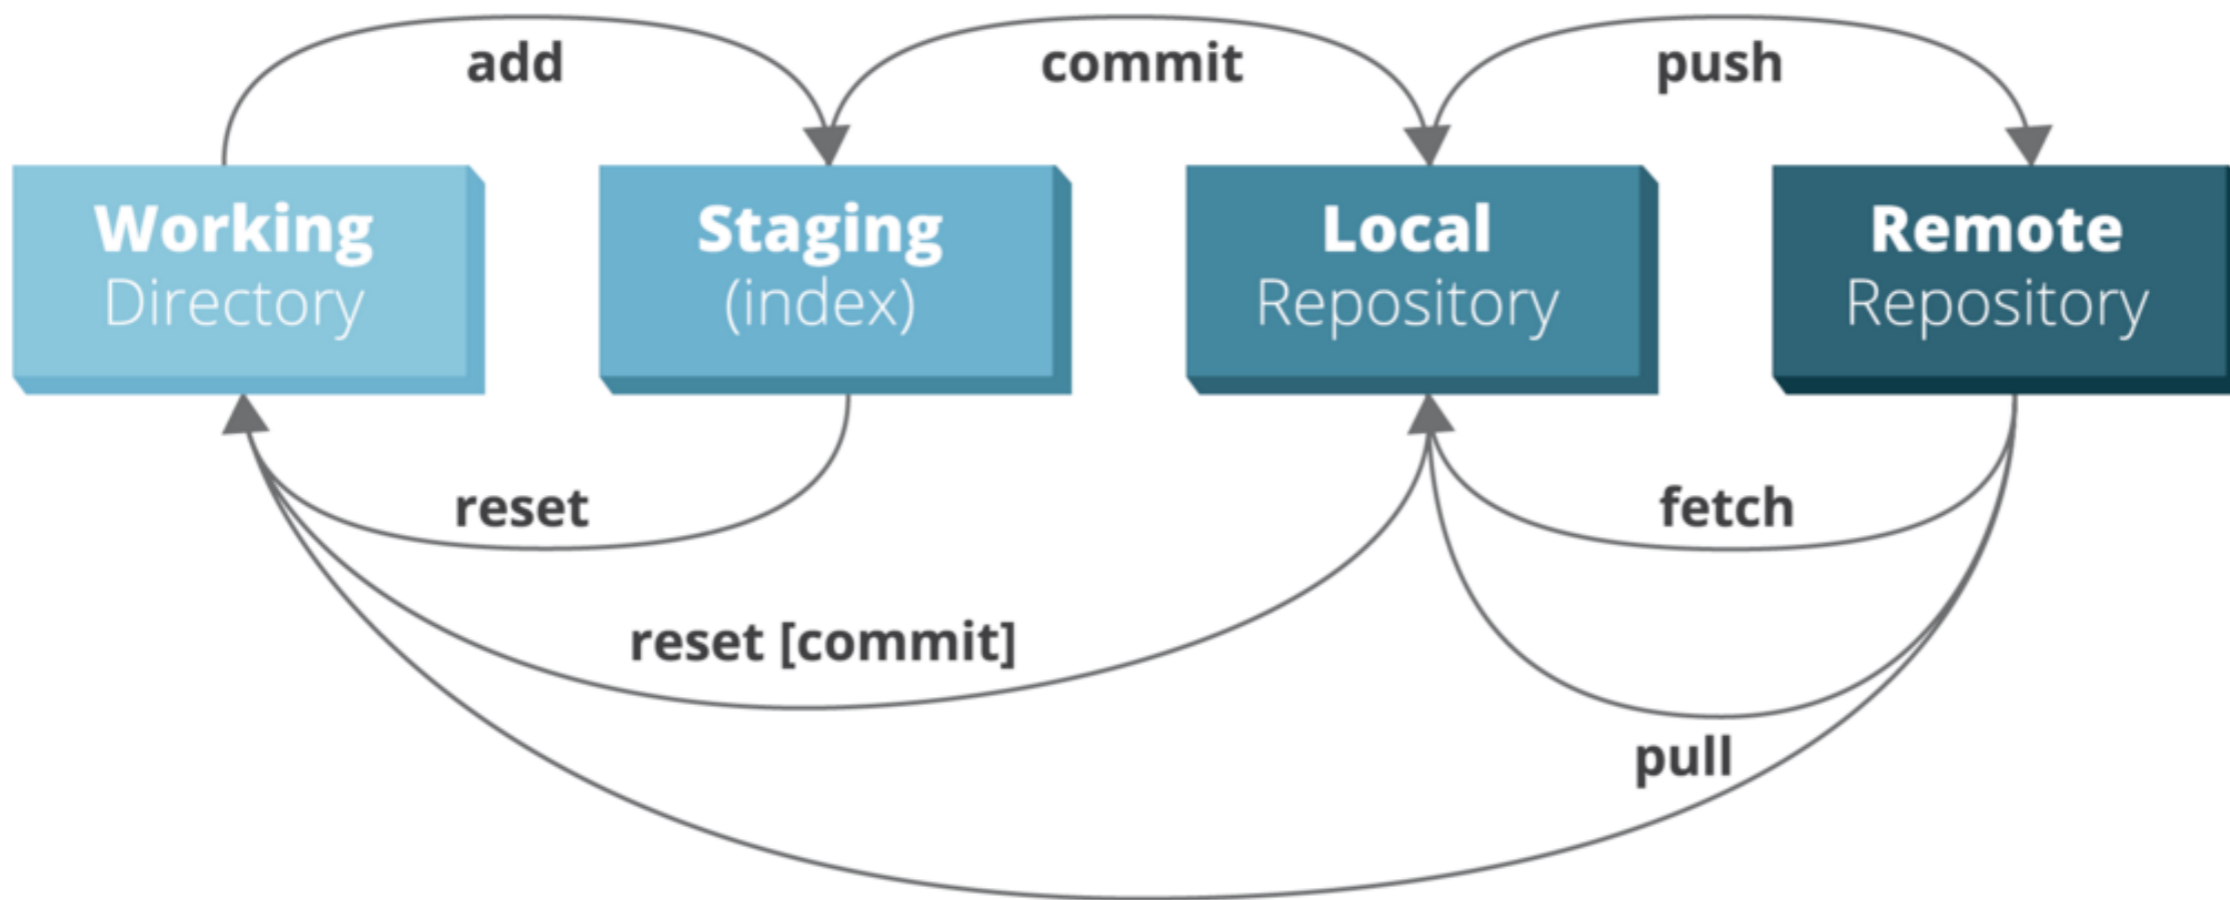 add
commit
push
Working
Directory
Staging
(index)
Local
Repository
Remote
Repository
reset
fetch
reset [commit]
pull